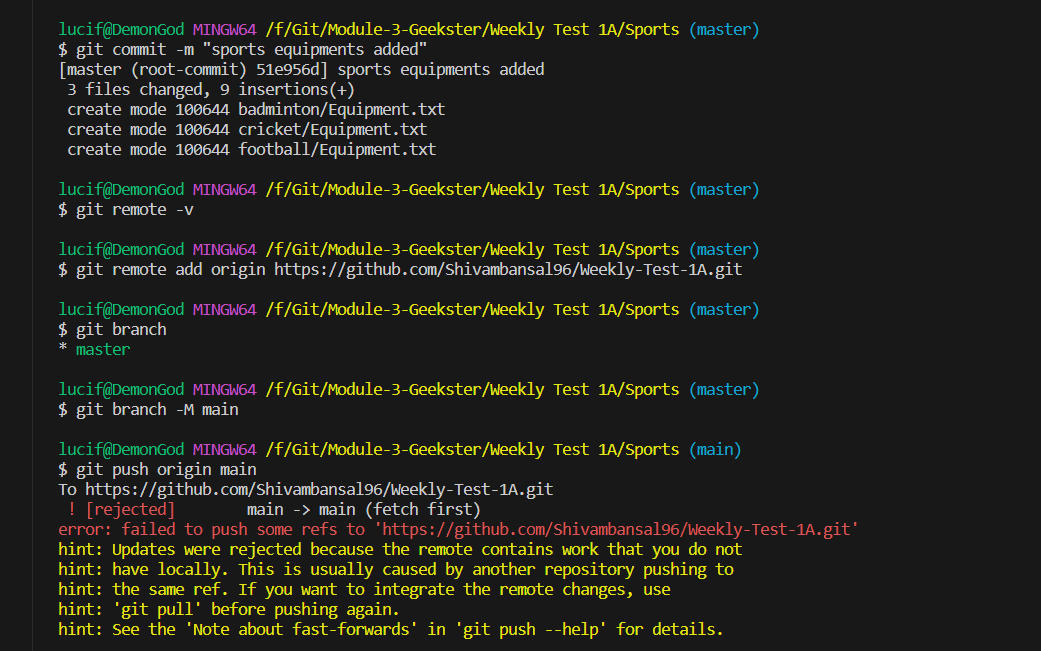 lucif@DemonGod MINGW64 /f/Git/Module-3-Geekster/Weekly Test 1A/Sports (master)
$ git commit -m "sports equipments added"
[master (root-commit) 51e956d] sports equipments added
 3 files changed, 9 insertions(+)
 create mode 100644 badminton/Equipment.txt
 create mode 100644 cricket/Equipment.txt
 create mode 100644 football/Equipment.txt
lucif@DemonGod MINGW64 /f/Git/Module-3-Geekster/Weekly Test 1A/Sports (master)
$ git remote -v
lucif@DemonGod MINGW64 /f/Git/Module-3-Geekster/Weekly Test 1A/Sports (master)
$ git remote add origin https://github.com/Shivambansal96/Weekly-Test-1A.git
lucif@DemonGod MINGW64 /f/Git/Module-3-Geekster/Weekly Test 1A/Sports (master)
$ git branch
* master
lucif@DemonGod MINGW64 /f/Git/Module-3-Geekster/Weekly Test 1A/Sports (master)
$ git branch -M main
lucif@DemonGod MINGW64 /f/Git/Module-3-Geekster/Weekly Test 1A/Sports (main)
$ git push origin main
To https://github.com/Shivambansal96/Weekly-Test-1A.git
 ! [rejected]        main -> main (fetch first)
error: failed to push some refs to 'https://github.com/Shivambansal96/Weekly-Test-1A.git'
hint: Updates were rejected because the remote contains work that you do not
hint: have locally. This is usually caused by another repository pushing to
hint: the same ref. If you want to integrate the remote changes, use
hint: 'git pull' before pushing again.
hint: See the 'Note about fast-forwards' in 'git push --help' for details.